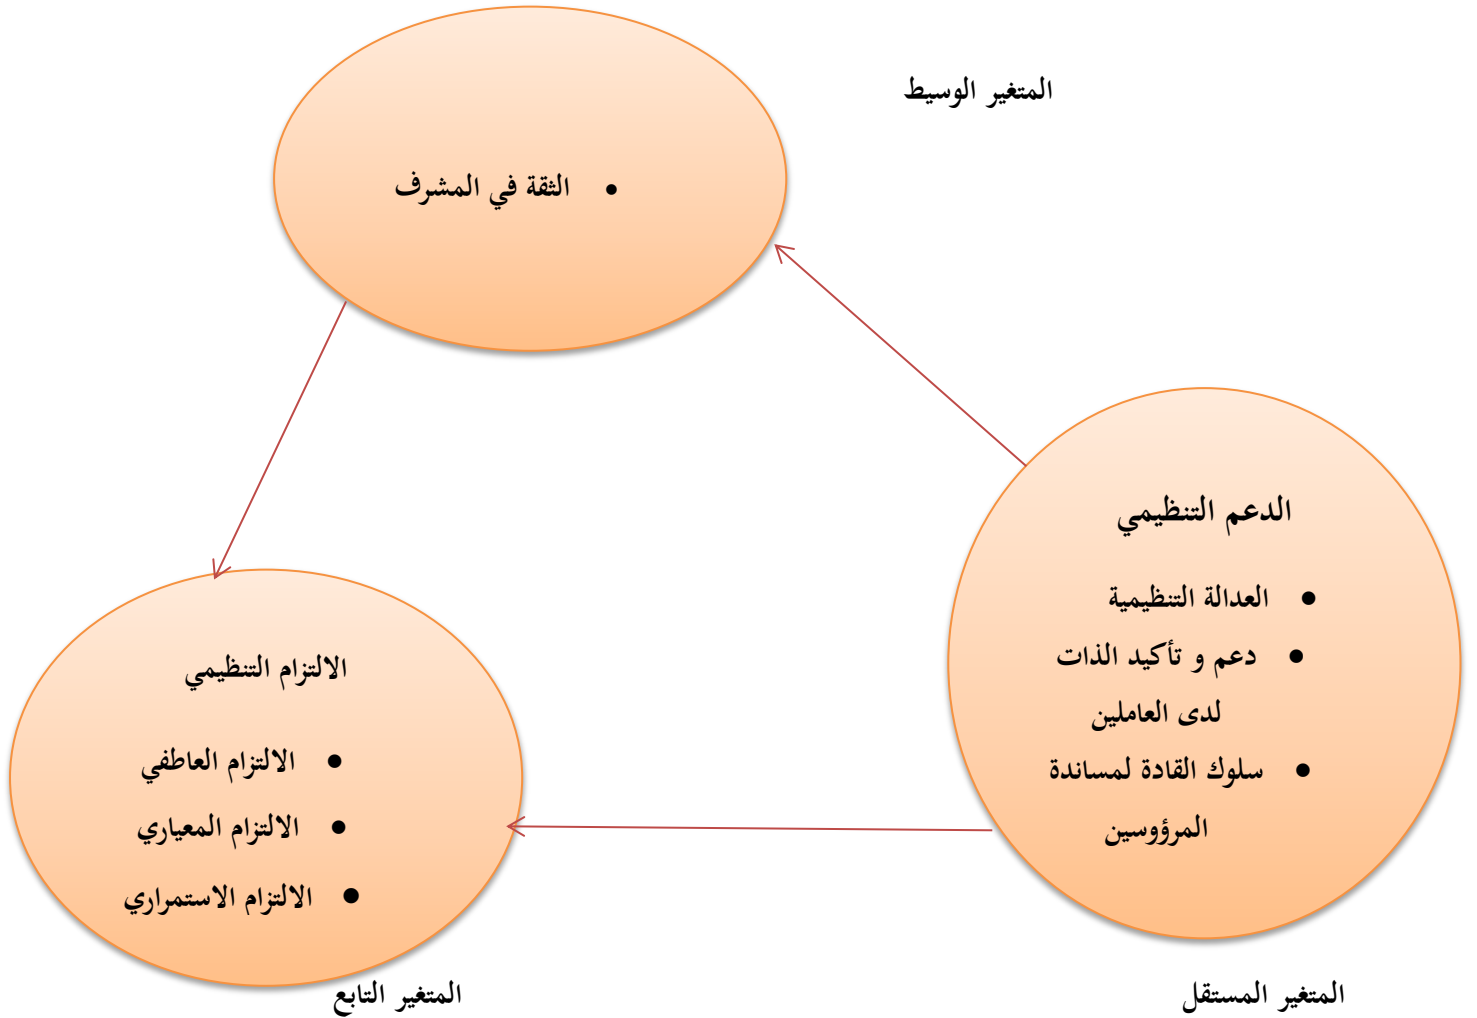 المتغير الوسيط
• الثقة في المشرف
الدعم التنظيمي
• العدالة التنظيمية
• دعم و تأكيد الذات
لدى العاملين
• سلوك القادة لمساندة
المرؤوسين
الالتزام التنظيمي
• الالتزام العاطفي
• الالتزام المعياري
• الالتزام الاستمراري
المتغير المستقل
المتغير التابع